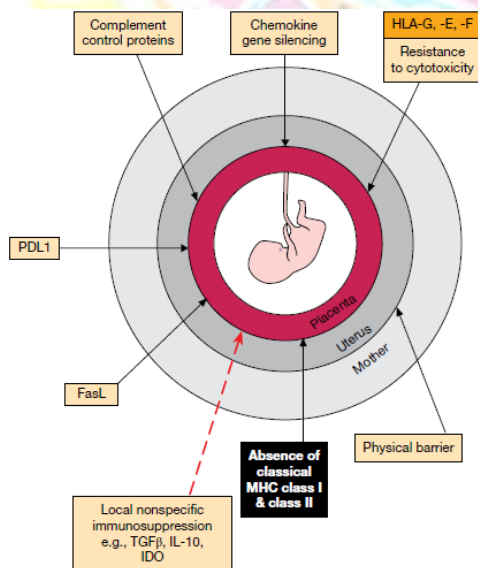 Complement
control proteins
Chemokine
gene silencing
HLA-G, -E, -F
Resistance
to cytotoxicity
PDL1
Placenta
Uterus
Mother
FasL
Physical barrier
Absence of
classical
MHC class I
& class II
Local nonspecific
immunosuppression
e.g., TGFβ, IL-10,
IDO